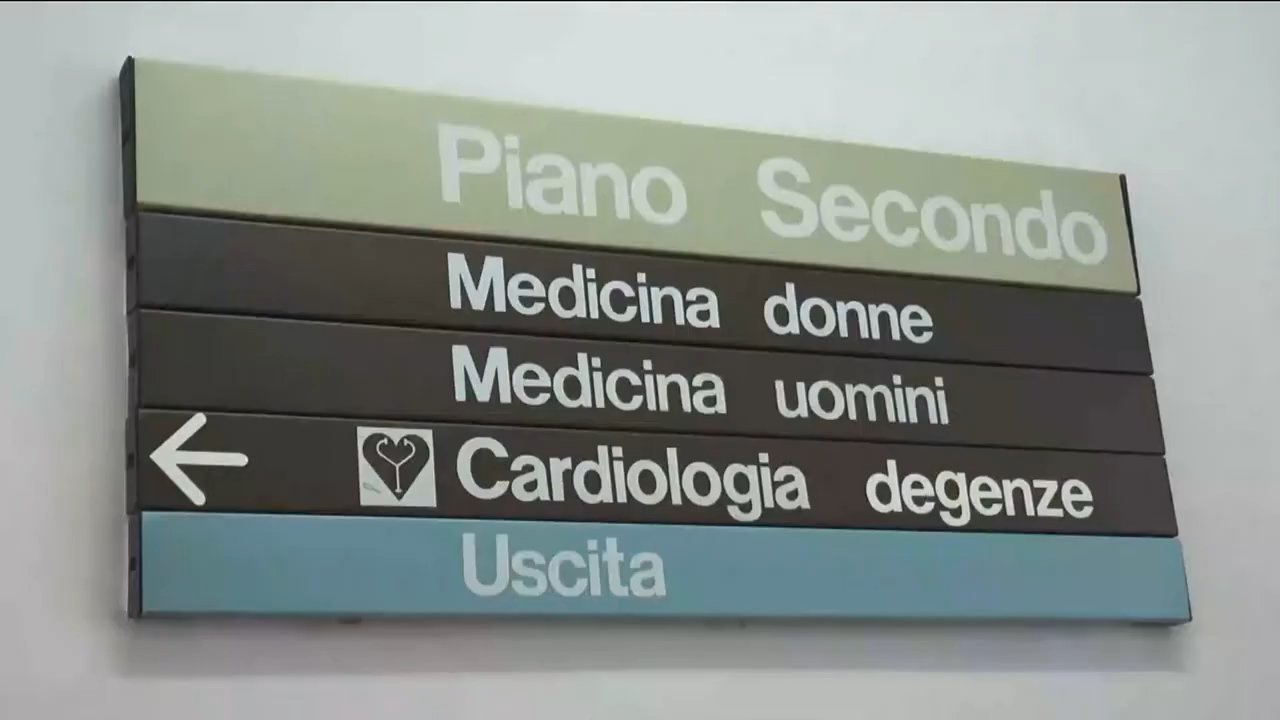 Piano Secondo
Medicina donne
Medicina uomini
Cardiologia degenze
Uscita